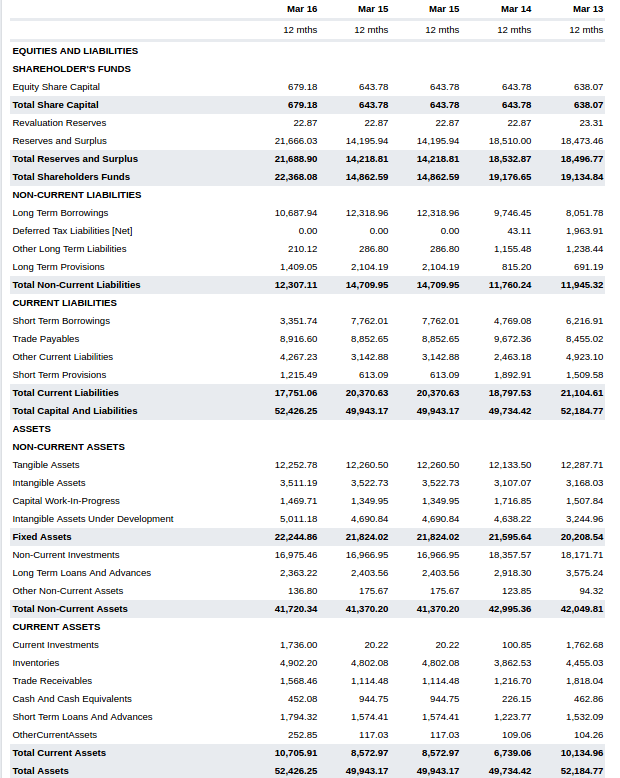 Mar 16 Mar 15 Mar 15 Mar 14 Mar 13
12 mths 12 mths 12 mths 12 mths 12 mths
EQUITIES AND LIABILITIES
SHAREHOLDER'S FUNDS
Equity Share Capital 679.18 643.78 643.78 643.78 638.07
Total Share Capital 679.18 643.78 643.78 643.78 638.07
Revaluation Reserves 22.87 22.87 22.87 22.87 23.31
Reserves and Surplus 21,666.03 14,195.94 14,195.94 18,510.00 18,473.46
Total Reserves and Surplus 21,688.90 14,218.81 14,218.81 18,532.87 18,496.77
Total Shareholders Funds 22,368.08 14,862.59 14,862.59 19,176.65 19,134.84
NON-CURRENT LIABILITIES
Long Term Borrowings 10,687.94 12,318.96 12,318.96 9,746.45 8,051.78
Deferred Tax Liabilities [Net] 0.00 0.00 0.00 43.11 1,963.91
Other Long Term Liabilities 210.12 286.80 286.80 1,155.48 1,238.44
Long Term Provisions 1,409.05 2,104.19 2,104.19 815.20 691.19
Total Non-Current Liabilities 12,307.11 14,709.95 14,709.95 11,760.24 11,945.32
CURRENT LIABILITIES
Short Term Borrowings 3,351.74 7,762.01 7,762.01 4,769.08 6,216.91
Trade Payables 8,916.60 8,852.65 8,852.65 9,672.36 8,455.02
Other Current Liabilities 4,267.23 3,142.88 3,142.88 2,463.18 4,923.10
Short Term Provisions 1,215.49 613.09 613.09 1,892.91 1,509.58
Total Current Liabilities 17,751.06 20,370.63 20,370.63 18,797.53 21,104.61
Total Capital And Liabilities 52,426.25 49,943.17 49,943.17 49,734.42 52,184.77
ASSETS
NON-CURRENT ASSETS
Tangible Assets 12,252.78 12,260.50 12,260.50 12,133.50 12,287.71
Intangible Assets 3,511.19 3,522.73 3,522.73 3,107.07 3,168.03
Capital Work-In-Progress 1,469.71 1,349.95 1,349.95 1,716.85 1,507.84
Intangible Assets Under Development 5,011.18 4,690.84 4,690.84 4,638.22 3,244.96
Fixed Assets 22,244.86 21,824.02 21,824.02 21,595.64 20,208.54
Non-Current Investments 16,975.46 16,966.95 16,966.95 18,357.57 18,171.71
Long Term Loans And Advances 2,363.22 2,403.56 2,403.56 2,918.30 3,575.24
Other Non-Current Assets 136.80 175.67 175.67 123.85 94.32
Total Non-Current Assets 41,720.34 41,370.20 41,370.20 42,995.36 42,049.81
CURRENT ASSETS
Current Investments 1,736.00 20.22 20.22 100.85 1,762.68
Inventories 4,902.20 4,802.08 4,802.08 3,862.53 4,455.03
Trade Receivables 1,568.46 1,114.48 1,114.48 1,216.70 1,818.04
Cash And Cash Equivalents 452.08 944.75 944.75 226.15 462.86
Short Term Loans And Advances 1,794.32 1,574.41 1,574.41 1,223.77 1,532.09
OtherCurrentAssets 252.85 117.03 117.03 109.06 104.26
Total Current Assets 10,705.91 8,572.97 8,572.97 6,739.06 10,134.96
Total Assets 52,426.25 49,943.17 49,943.17 49,734.42 52,184.77